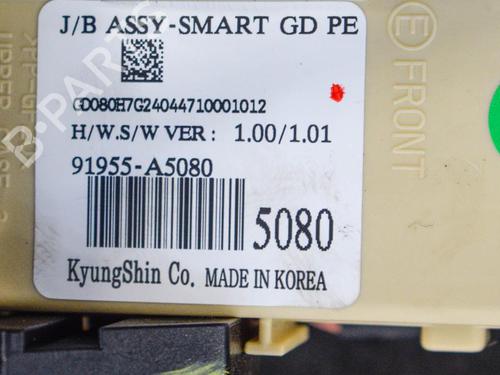 J/B ASSY-SMART GD PE
GD080H7G24044710001012
H/W.S/W VER : 1.00/1.01
91955-A5080
5080
KyungShin Co. MADE IN KOREA
E FRONT
UPPER
B-PARTS